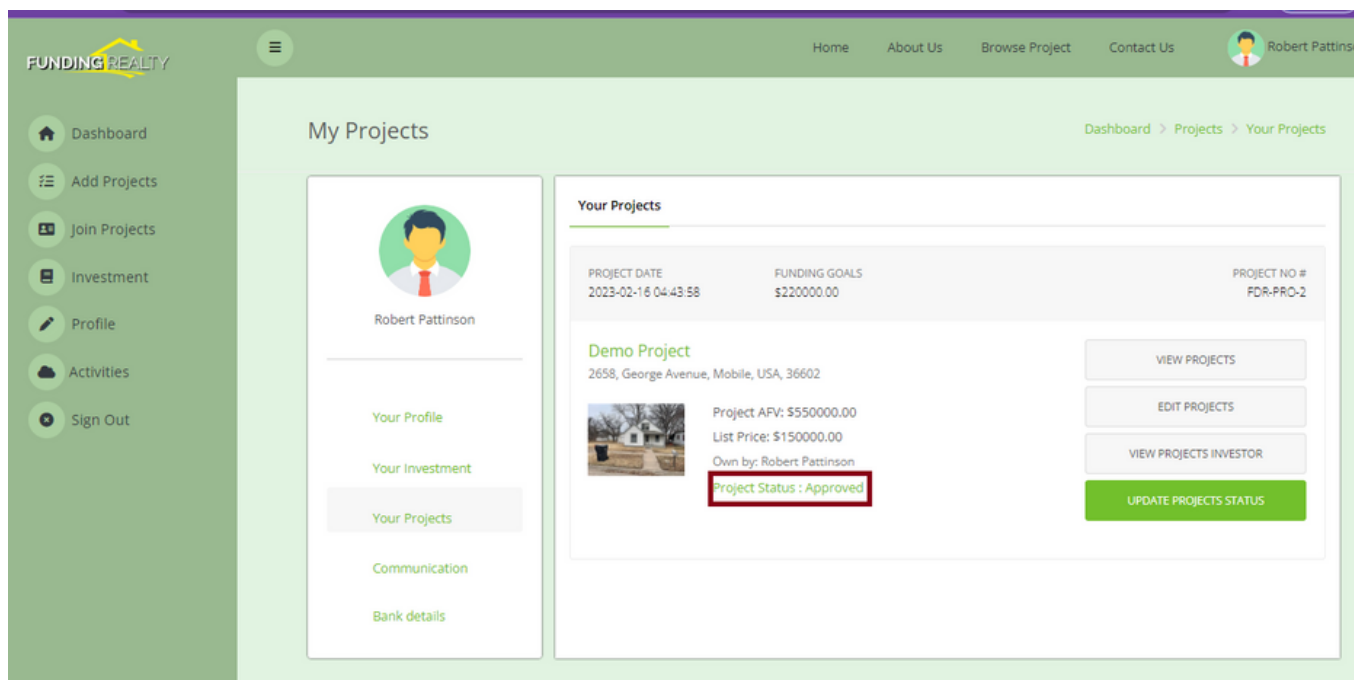 FUNDING REALTY
Home About Us Browse Project Contact Us Robert Pattins
Dashboard
Add Projects
Join Projects
Investment
Profile
Activities
Sign Out
My Projects
Dashboard > Projects > Your Projects
Robert Pattinson
Your Profile
Your Investment
Your Projects
Communication
Bank details
Your Projects
PROJECT DATE FUNDING GOALS PROJECT NO #
2023-02-16 04:43:58 $220000.00 FDR-PRO-2
Demo Project
2658, George Avenue, Mobile, USA, 36602
Project AFV: $550000.00
List Price: $150000.00
Own by: Robert Pattinson
Project Status : Approved
VIEW PROJECTS
EDIT PROJECTS
VIEW PROJECTS INVESTOR
UPDATE PROJECTS STATUS